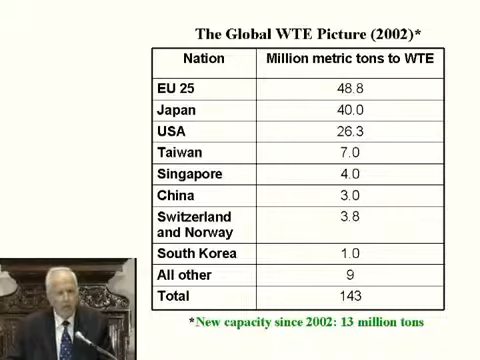 The Global WTE Picture (2002)*
Nation Million metric tons to WTE
EU 25 48.8
Japan 40.0
USA 26.3
Taiwan 7.0
Singapore 4.0
China 3.0
Switzerland 3.8
and Norway
South Korea 1.0
All other 9
Total 143
*New capacity since 2002: 13 million tons